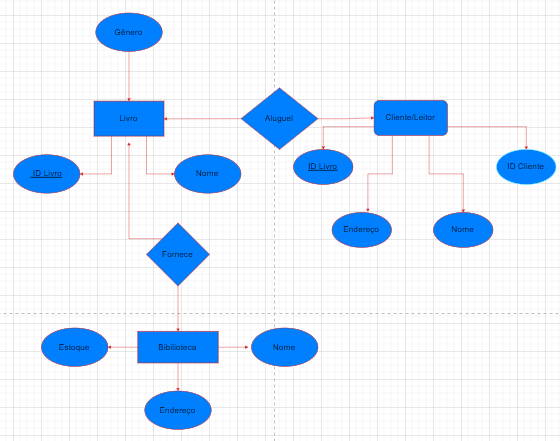 Gênero
Livro
Aluguel
Cliente/Leitor
ID Livro
Nome
ID Livro
ID Cliente
Endereço
Nome
Fornece
Estoque
Biblioteca
Nome
Endereço